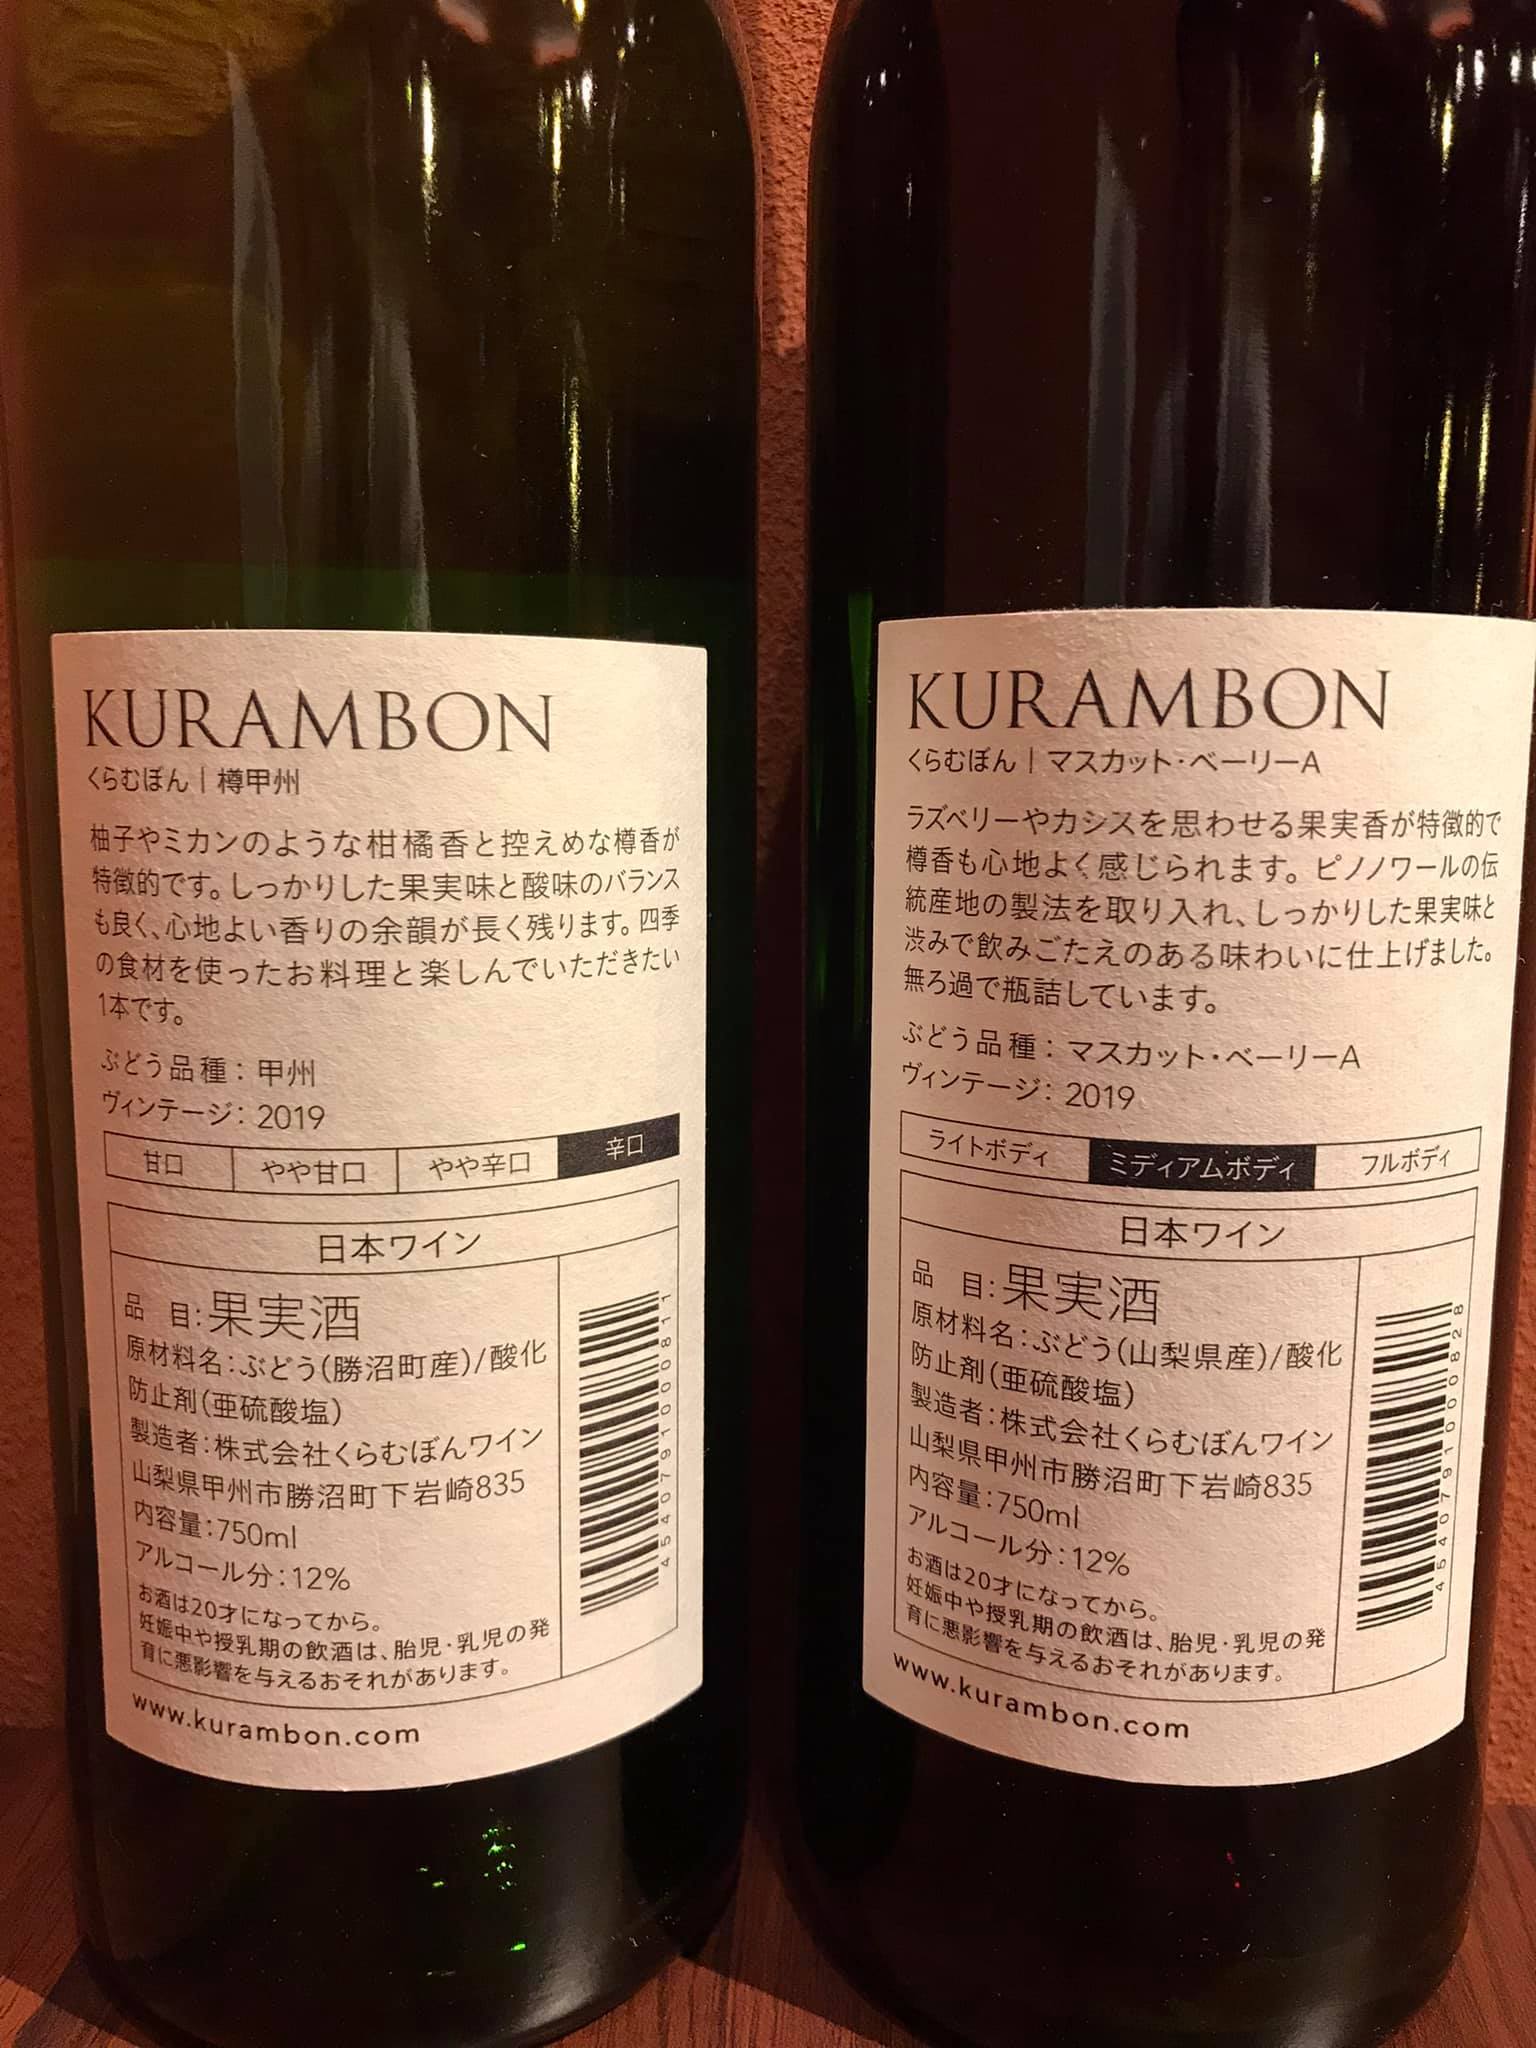 KURAMBON
くらむぼん | 樽甲州
柚子やミカンのような柑橘香と控えめな樽香が
特徴的です。しっかりした果実味と酸味のバランス
も良く、心地よい香りの余韻が長く残ります。四季
の食材を使ったお料理と楽しんでいただきたい
1本です。
ぶどう品種：甲州
ヴィンテージ：2019
甘口 やや甘口 やや辛口 辛口
日本ワイン
品 目：果実酒
原材料名：ぶどう(勝沼町産)/酸化
防止剤(亜硫酸塩)
製造者：株式会社くらむぼんワイン
山梨県甲州市勝沼町下岩崎835
内容量：750ml
アルコール分：12%
お酒は20才になってから。
妊娠中や授乳期の飲酒は、胎児・乳児の発
育に悪影響を与えるおそれがあります。
4540791000811
www.kurambon.com
KURAMBON
くらむぼん | マスカット・ベーリーA
ラズベリーやカシスを思わせる果実香が特徴的で
樽香も心地よく感じられます。ピノノワールの伝
統産地の製法を取り入れ、しっかりした果実味と
渋みで飲みごたえのある味わいに仕上げました。
無ろ過で瓶詰しています。
ぶどう品種：マスカット・ベーリーA
ヴィンテージ：2019
ライトボディ ミディアムボディ フルボディ
日本ワイン
品 目：果実酒
原材料名：ぶどう(山梨県産)/酸化
防止剤(亜硫酸塩)
製造者：株式会社くらむぼんワイン
山梨県甲州市勝沼町下岩崎835
内容量：750ml
アルコール分：12%
お酒は20才になってから。
妊娠中や授乳期の飲酒は、胎児・乳児の発
育に悪影響を与えるおそれがあります。
4540791000828
www.kurambon.com